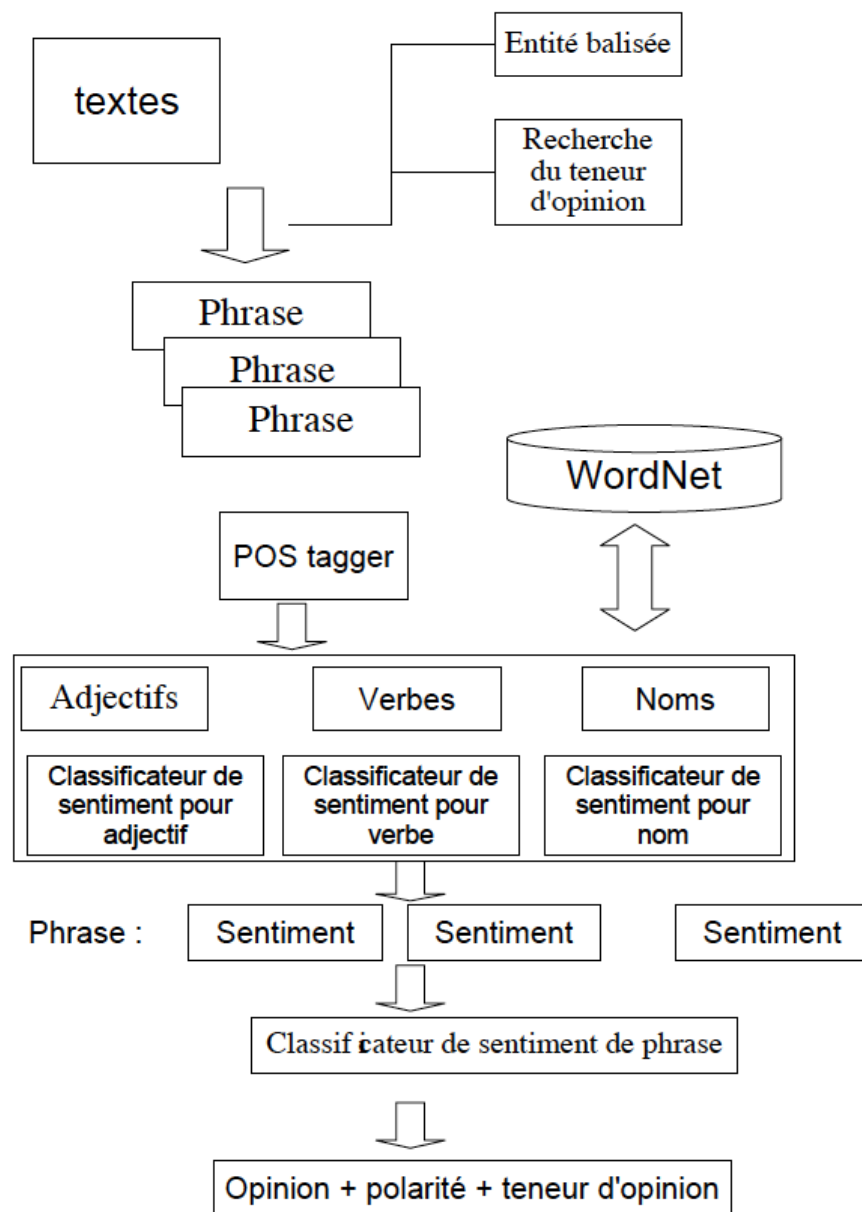 textes
Entité balisée
Recherche
du teneur
d'opinion
Phrase
Phrase
Phrase
WordNet
POS tagger
Adjectifs
Verbes
Noms
Classificateur de
sentiment pour
adjectif
Classificateur de
sentiment pour
verbe
Classificateur de
sentiment pour
nom
Phrase :
Sentiment
Sentiment
Sentiment
Classificateur de sentiment de phrase
Opinion + polarité + teneur d'opinion